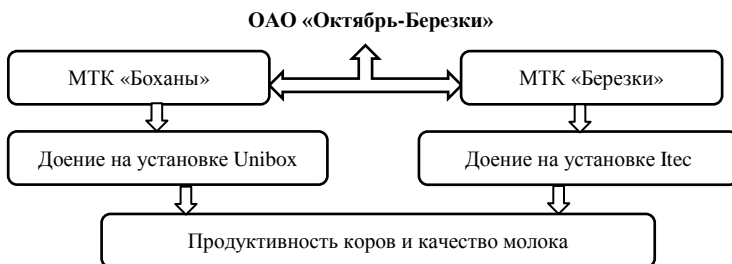 ОАО «Октябрь-Березки»
МТК «Боханы»
МТК «Березки»
Доение на установке Unibox
Доение на установке Itec
Продуктивность коров и качество молока